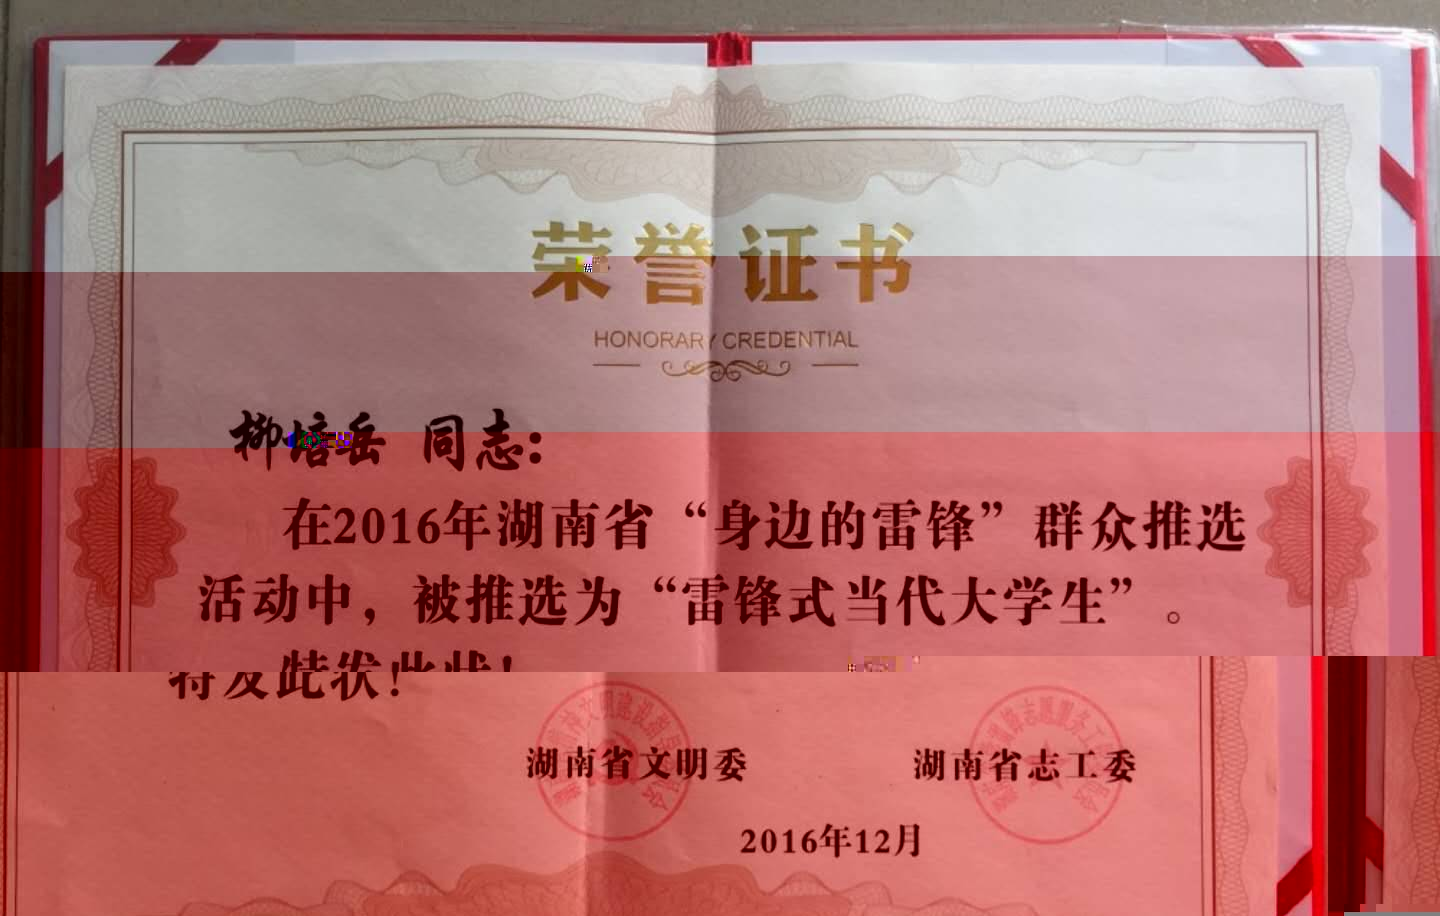 荣誉证书
HONORARY CREDENTIAL
柳培岳 同志：
在2016年湖南省“身边的雷锋”群众推选
活动中，被推选为“雷锋式当代大学生”。
特发此状！
湖南省文明委 湖南省志工委
2016年12月